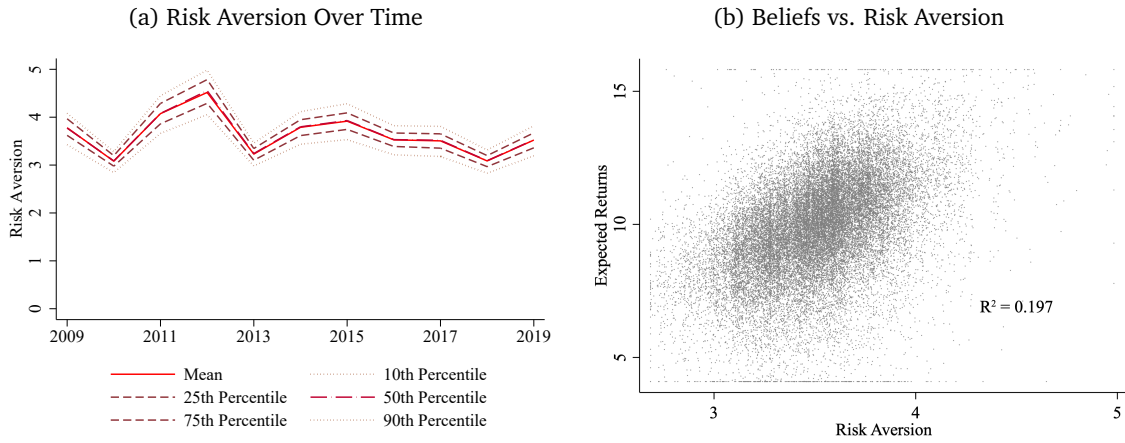 (a) Risk Aversion Over Time
Risk Aversion
5
4
3
2
1
0
2009 2011 2013 2015 2017 2019
Mean 10th Percentile
25th Percentile 50th Percentile
75th Percentile 90th Percentile
(b) Beliefs vs. Risk Aversion
Expected Returns
15
10
5
R² = 0.197
3 4 5
Risk Aversion